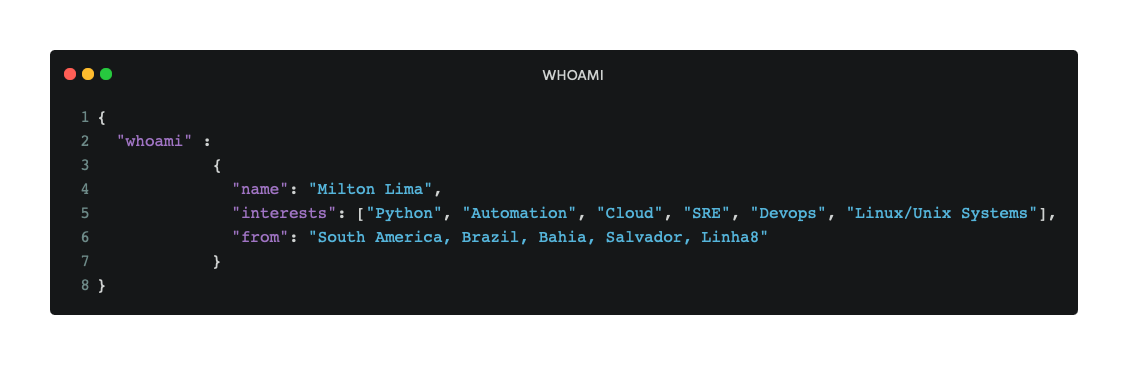 WHOAMI
1 {
2   "whoami" :
3             {
4               "name": "Milton Lima",
5               "interests": ["Python", "Automation", "Cloud", "SRE", "Devops", "Linux/Unix Systems"],
6               "from": "South America, Brazil, Bahia, Salvador, Linha8"
7             }
8 }